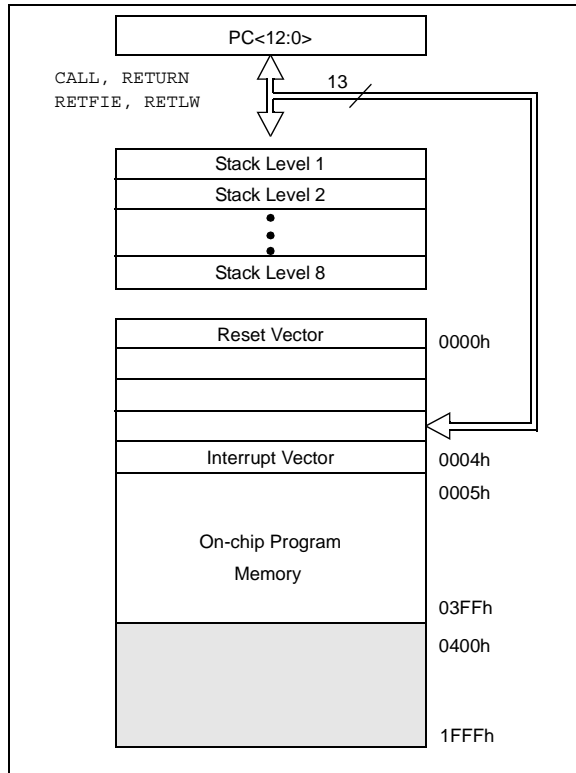 PC<12:0>
CALL, RETURN
RETFIE, RETLW
13
Stack Level 1
Stack Level 2
Stack Level 8
Reset Vector
0000h
Interrupt Vector
0004h
0005h
On-chip Program
Memory
03FFh
0400h
1FFFh